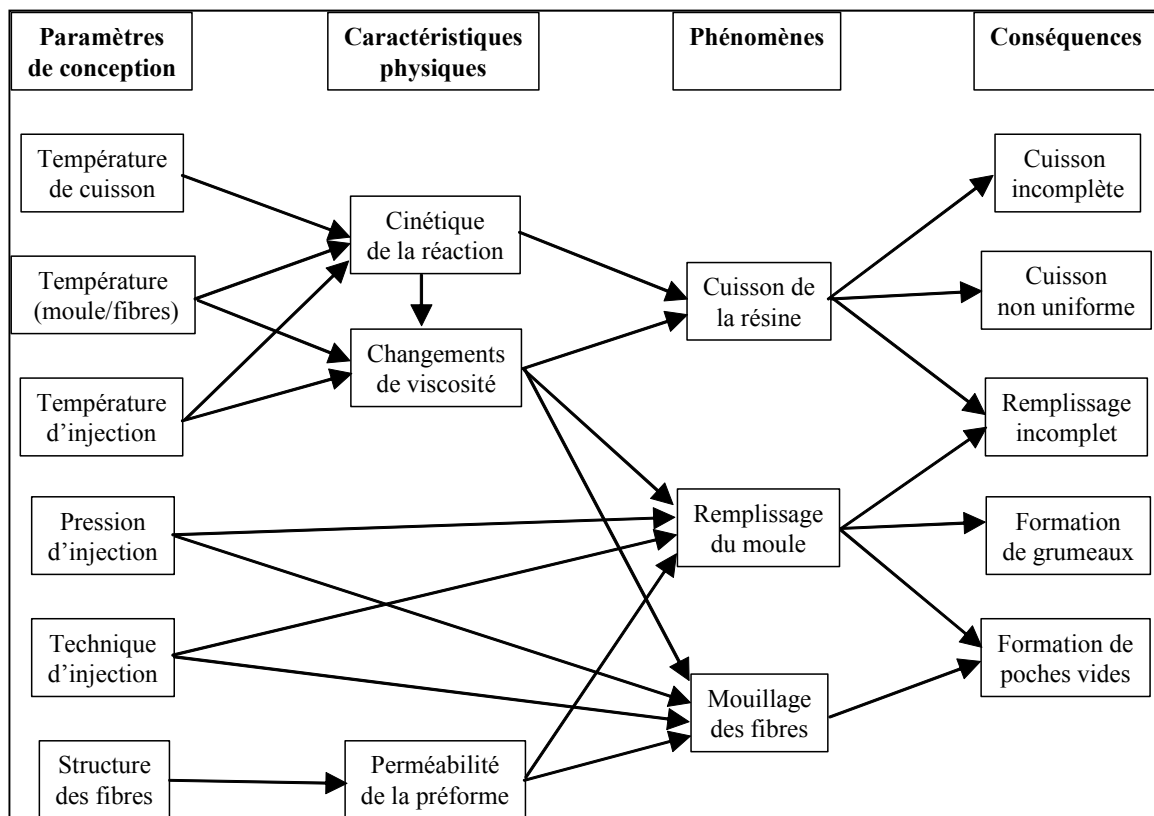 Paramètres
de conception
Caractéristiques
physiques
Phénomènes
Conséquences
Température
de cuisson
Température
(moule/fibres)
Température
d'injection
Pression
d'injection
Technique
d'injection
Structure
des fibres
Cinétique
de la réaction
Changements
de viscosité
Perméabilité
de la préforme
Cuisson de
la résine
Remplissage
du moule
Mouillage
des fibres
Cuisson
incomplète
Cuisson
non uniforme
Remplissage
incomplet
Formation
de grumeaux
Formation de
poches vides